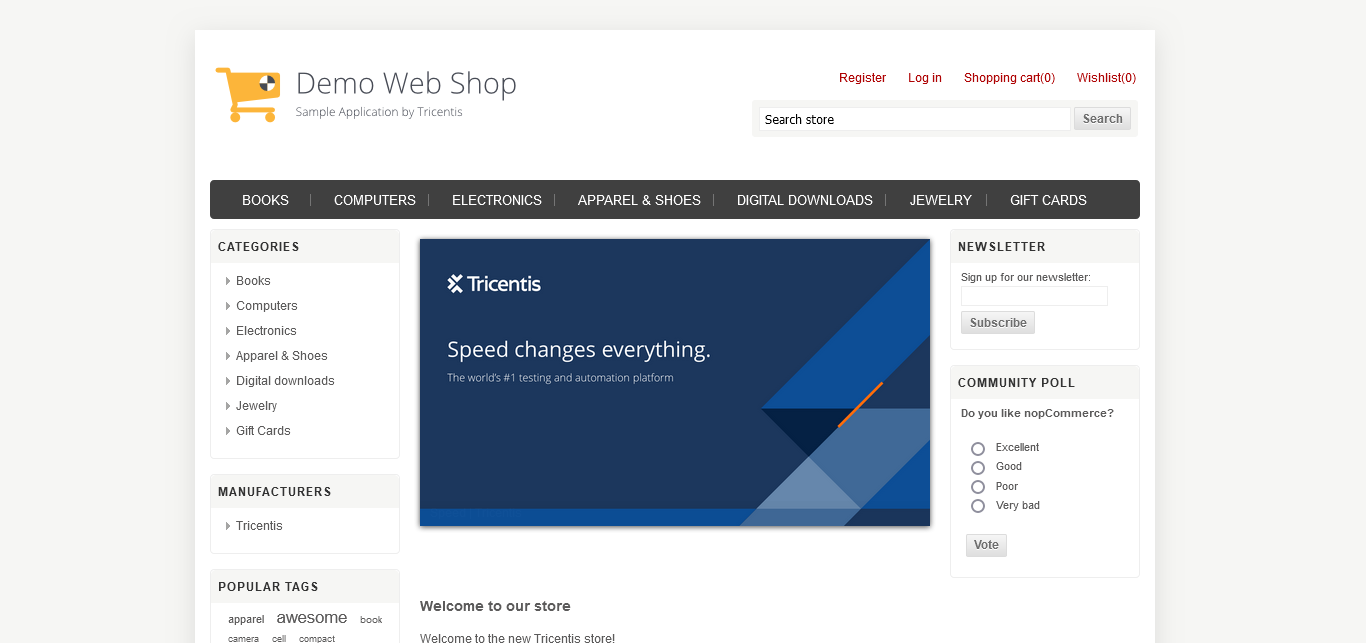 Demo Web Shop
Sample Application by Tricentis
Register Log in Shopping cart(0) Wishlist(0)
Search store Search
BOOKS COMPUTERS ELECTRONICS APPAREL & SHOES DIGITAL DOWNLOADS JEWELRY GIFT CARDS
CATEGORIES
Books
Computers
Electronics
Apparel & Shoes
Digital downloads
Jewelry
Gift Cards
MANUFACTURERS
Tricentis
POPULAR TAGS
apparel awesome book
camera cell compact
Tricentis
Speed changes everything.
The world's #1 testing and automation platform
Welcome to our store
Welcome to the new Tricentis store!
NEWSLETTER
Sign up for our newsletter:
Subscribe
COMMUNITY POLL
Do you like nopCommerce?
Excellent
Good
Poor
Very bad
Vote